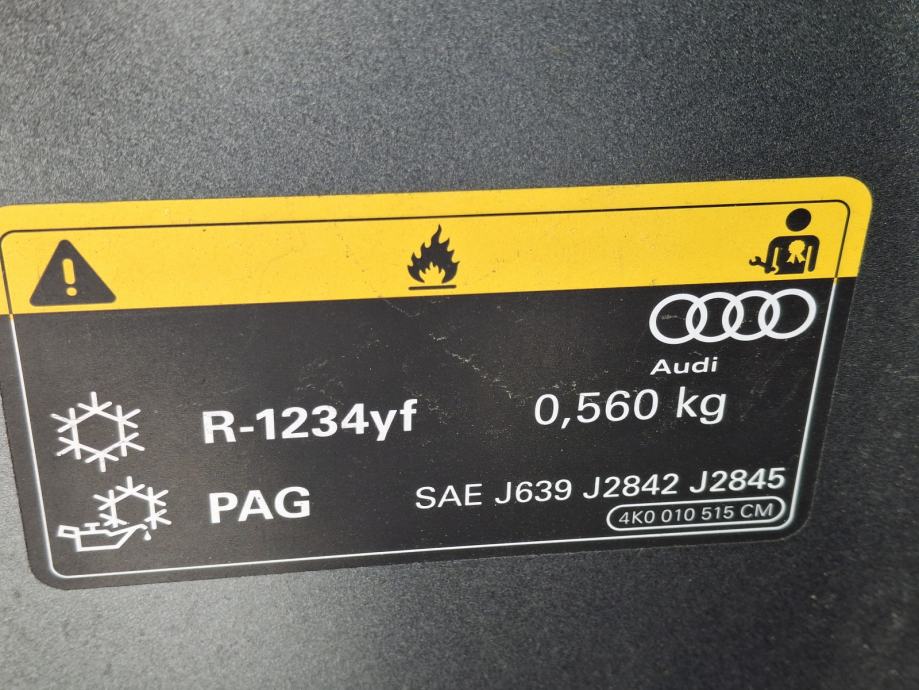 Audi
R-1234yf 0,560 kg
PAG SAE J639 J2842 J2845
4K0 010 515 CM